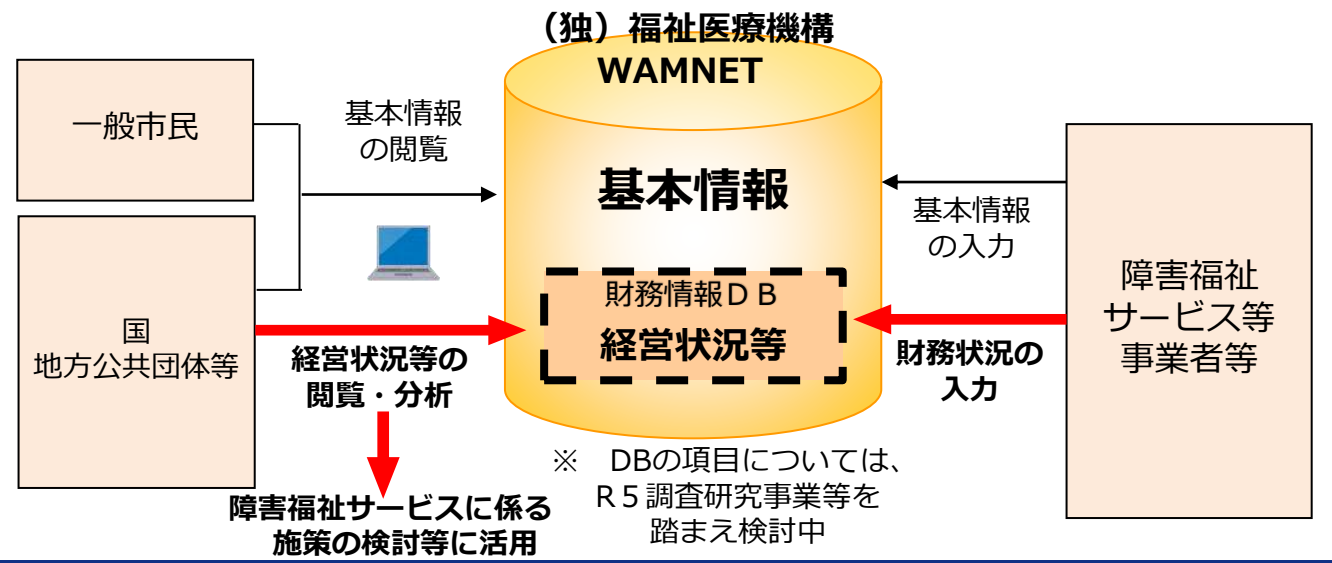 （独）福祉医療機構
WAMNET
一般市民
基本情報
の閲覧
基本情報
基本情報
の入力
国
地方公共団体等
財務情報ＤＢ
経営状況等
障害福祉
サービス等
事業者等
経営状況等の
閲覧・分析
財務状況の
入力
障害福祉サービスに係る
施策の検討等に活用
※　DBの項目については、
R５調査研究事業等を
踏まえ検討中